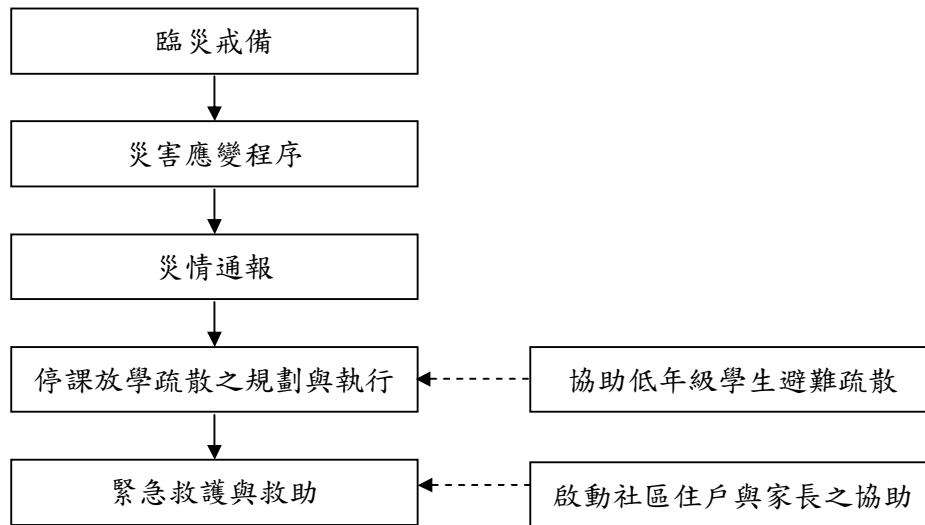 臨災戒備
災害應變程序
災情通報
停課放學疏散之規劃與執行
協助低年級學生避難疏散
緊急救護與救助
啟動社區住戶與家長之協助